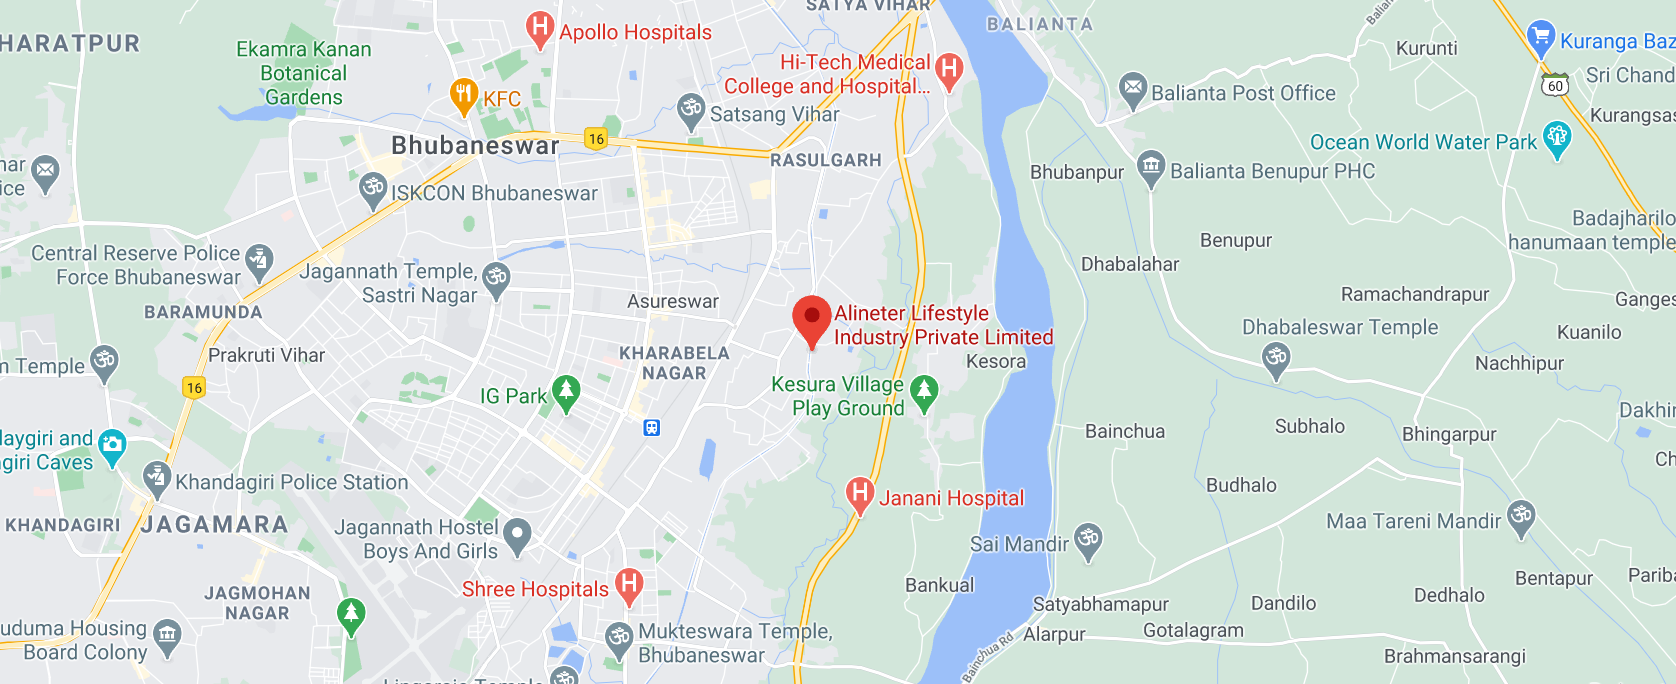 SATYA VIHAR
BALIANTA
Balian
HARATPUR
Apollo Hospitals
Kurunti
Kuranga Baz
Ekamra Kanan
Botanical
Gardens
Hi-Tech Medical
College and Hospital...
Sri Chand
60
KFC
Balianta Post Office
Satsang Vihar
Kurangsas
Bhubaneswar
16
Ocean World Water Park
RASULGARH
nar
ice
Bhubanpur
Balianta Benupur PHC
ISKCON Bhubaneswar
Badajharilo
hanumaan temple
Benupur
Central Reserve Police
Force Bhubaneswar
Jagannath Temple,
Sastri Nagar
Dhabalahar
Asureswar
Ramachandrapur
Ganges
BARAMUNDA
Alineter Lifestyle
Industry Private Limited
Dhabaleswar Temple
Kuanilo
Prakruti Vihar
KHARABELA
NAGAR
Kesora
Nachhipur
m Temple
16
IG Park
Kesura Village
Play Ground
Dakhin
Subhalo
Bainchua
Bhingarpur
laygiri and
giri Caves
Ch
Khandagiri Police Station
Budhalo
Janani Hospital
KHANDAGIRI
JAGAMARA
Jagannath Hostel
Boys And Girls
Maa Tareni Mandir
Sai Mandir
Bentapur
Pariba
Shree Hospitals
Bankual
JAGMOHAN
NAGAR
Dedhalo
Satyabhamapur
Dandilo
uduma Housing
Board Colony
Mukteswara Temple,
Bhubaneswar
Alarpur
Gotalagram
Bainchua Rd
Brahmansarangi
Lingaraja Temple